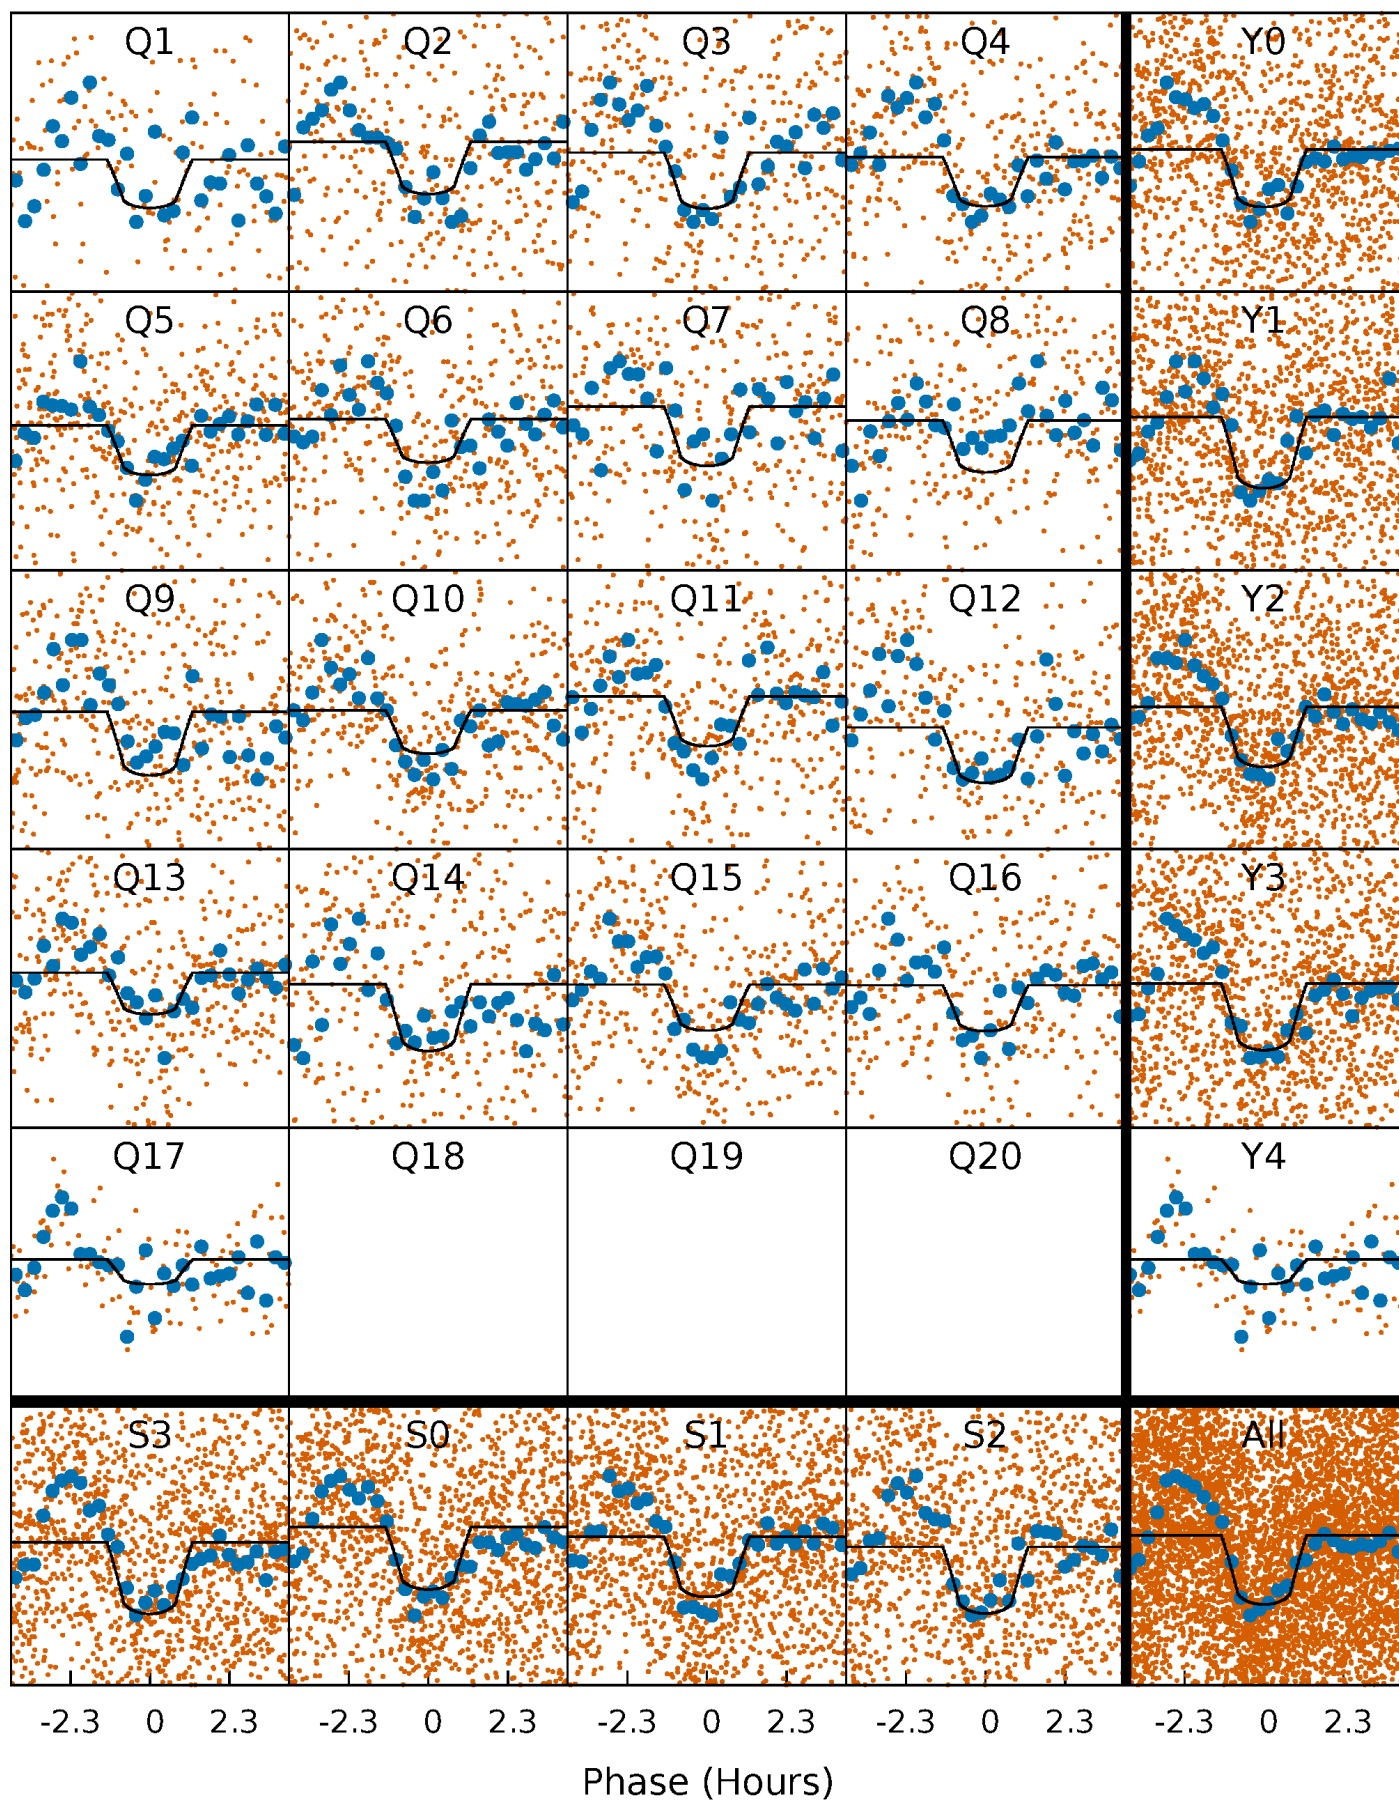 Q1 Q2 Q3 Q4 Y0
Q5 Q6 Q7 Q8 Y1
Q9 Q10 Q11 Q12 Y2
Q13 Q14 Q15 Q16 Y3
Q17 Q18 Q19 Q20 Y4
S3 S0 S1 S2 All
-2.3 0 2.3 -2.3 0 2.3 -2.3 0 2.3 -2.3 0 2.3 -2.3 0 2.3
Phase (Hours)